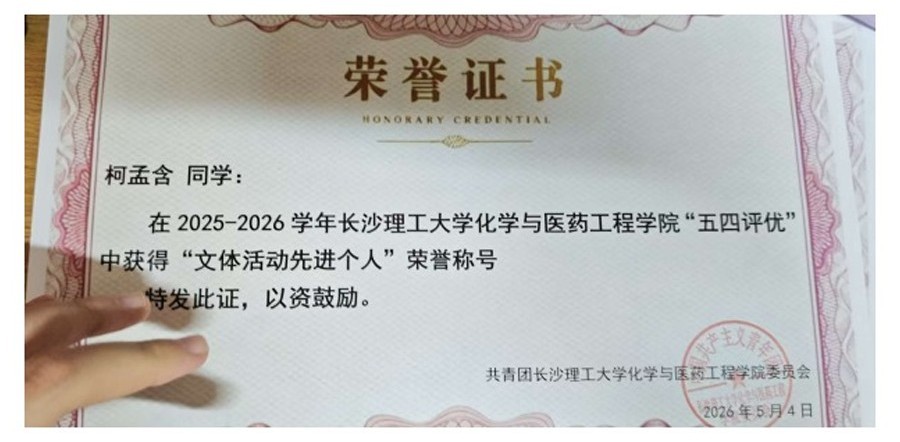 荣誉证书
HONORARY CREDENTIAL
柯孟含 同学：
在 2025-2026 学年长沙理工大学化学与医药工程学院“五四评优”
中获得“文体活动先进个人”荣誉称号
特发此证，以资鼓励。
共青团长沙理工大学化学与医药工程学院委员会
2026 年 5 月 4 日